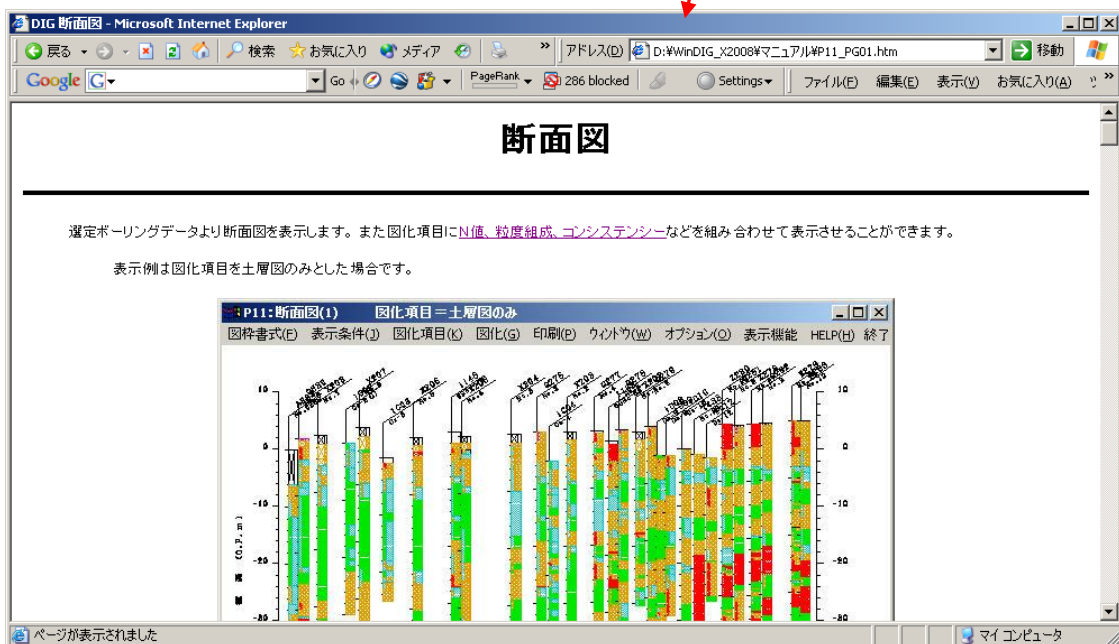 DIG 断面図 - Microsoft Internet Explorer
戻る 検索 お気に入り メディア » アドレス(D) D:¥WinDIG_X2008¥マニュアル¥P11_PG01.htm 移動
Google G Go PageRank 286 blocked Settings ファイル(F) 編集(E) 表示(V) お気に入り(A) »
断面図
選定ボーリングデータより断面図を表示します。また図化項目にN値、粒度組成、コンシステンシーなどを組み合わせて表示させることができます。
表示例は図化項目を土層図のみとした場合です。
P11:断面図(1) 図化項目=土層図のみ
図枠書式(F) 表示条件(J) 図化項目(K) 図化(G) 印刷(P) ウィンドウ(W) オプション(O) 表示機能 HELP(H) 終了
10 10
0 0
-10 -10
-20 -20
-30 -30
(O.P.m)
ページが表示されました マイ コンピュータ